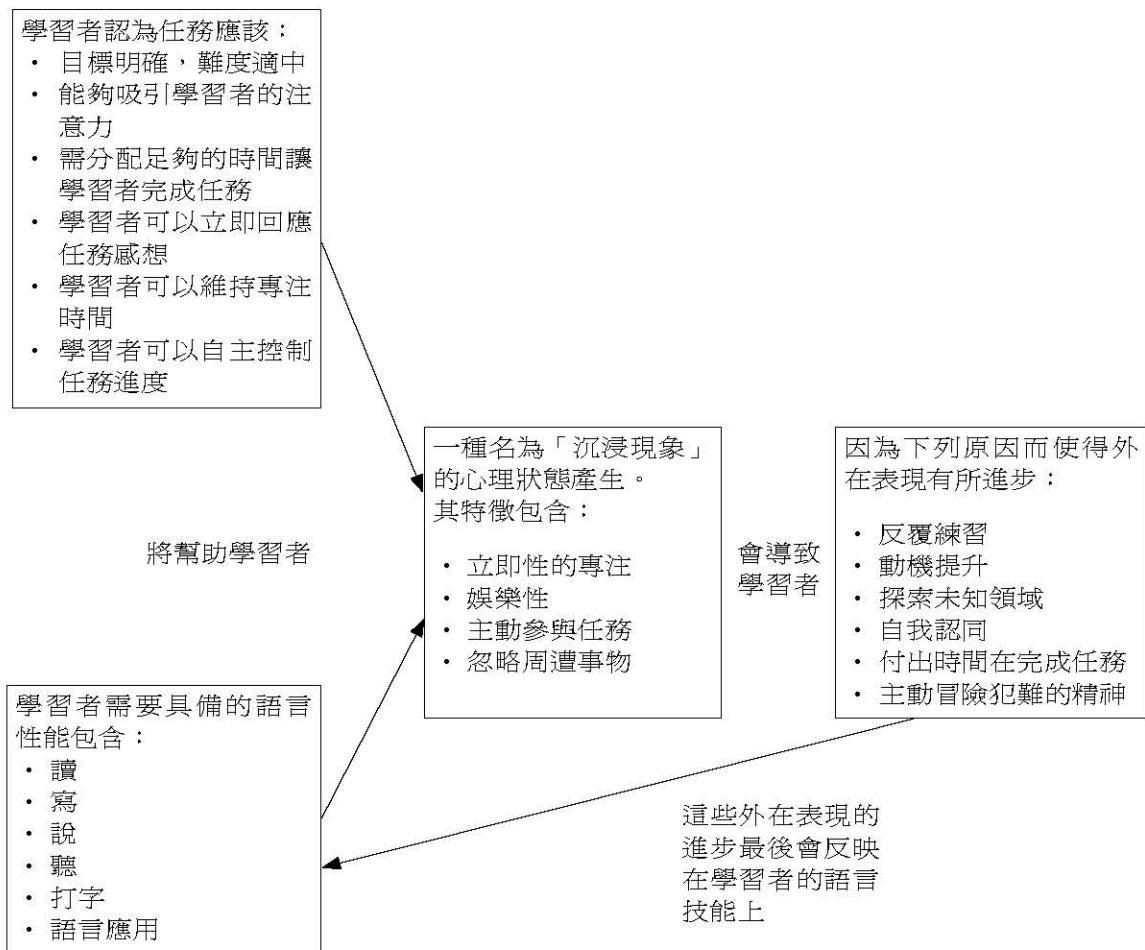 學習者認為任務應該：
· 目標明確，難度適中
· 能夠吸引學習者的注
意力
· 需分配足夠的時間讓
學習者完成任務
· 學習者可以立即回應
任務感想
· 學習者可以維持專注
時間
· 學習者可以自主控制
任務進度
將幫助學習者
一種名為「沉浸現象」
的心理狀態產生。
其特徵包含：
· 立即性的專注
· 娛樂性
· 主動參與任務
· 忽略周遭事物
會導致
學習者
因為下列原因而使得外
在表現有所進步：
· 反覆練習
· 動機提升
· 探索未知領域
· 自我認同
· 付出時間在完成任務
· 主動冒險犯難的精神
學習者需要具備的語言
性能包含：
· 讀
· 寫
· 說
· 聽
· 打字
· 語言應用
這些外在表現的
進步最後會反映
在學習者的語言
技能上